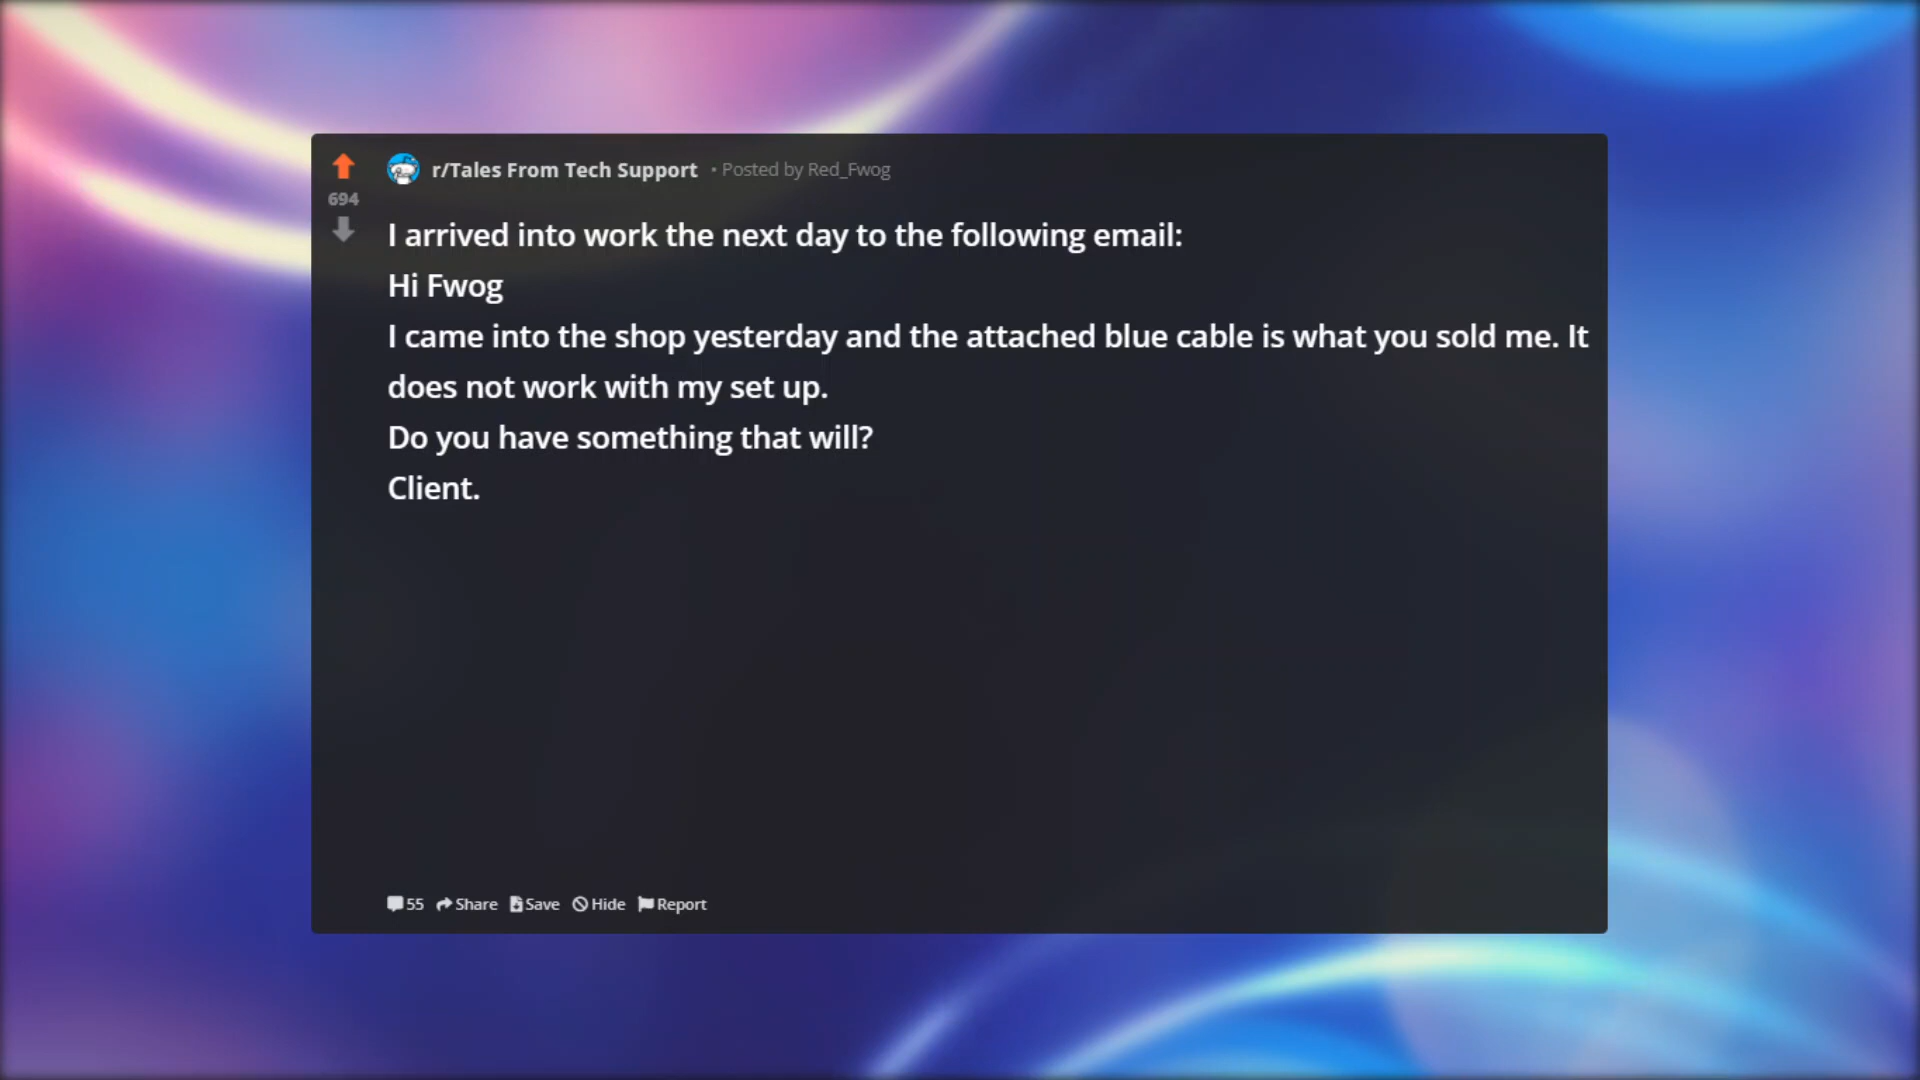 r/Tales From Tech Support • Posted by Red_Fwog
694
I arrived into work the next day to the following email:
Hi Fwog
I came into the shop yesterday and the attached blue cable is what you sold me. It
does not work with my set up.
Do you have something that will?
Client.
55 Share Save Hide Report